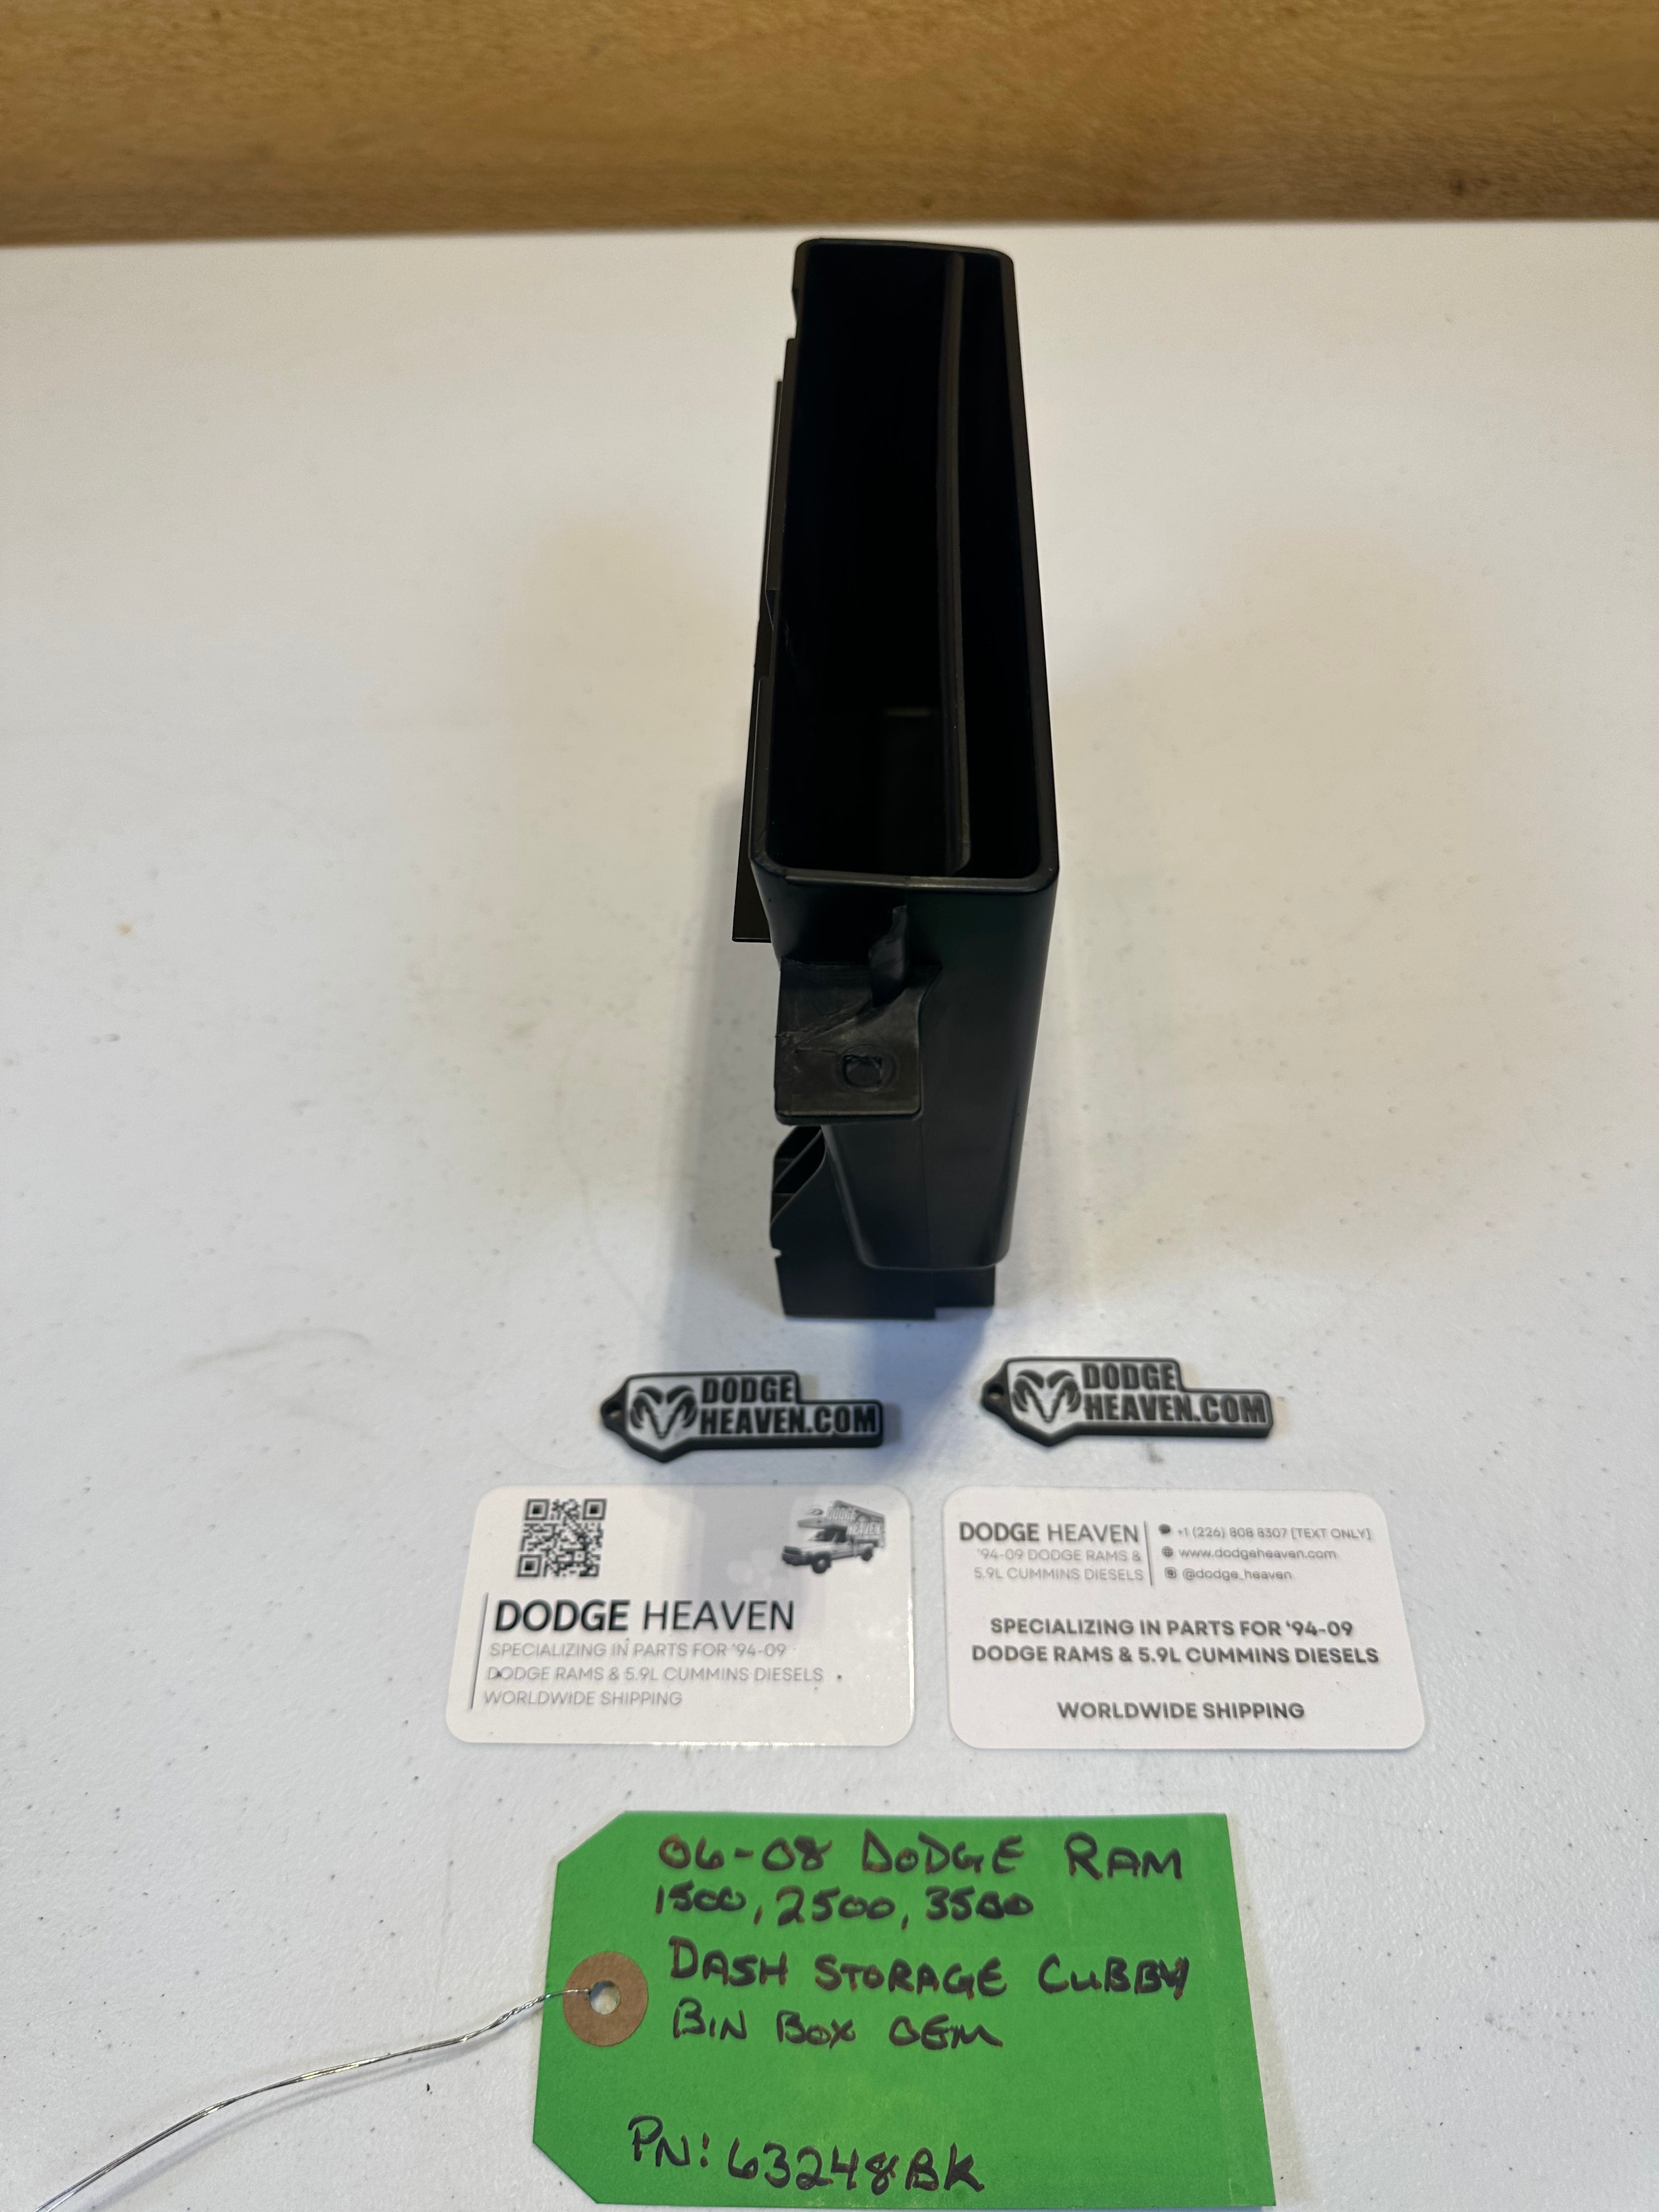 DODGE
HEAVEN.COM
DODGE
HEAVEN.COM
DODGE
HEAVEN
DODGE HEAVEN
SPECIALIZING IN PARTS FOR '94-09
DODGE RAMS & 5.9L CUMMINS DIESELS
WORLDWIDE SHIPPING
DODGE HEAVEN
'94-09 DODGE RAMS &
5.9L CUMMINS DIESELS
+1 (226) 808 8307 [TEXT ONLY]
www.dodgeheaven.com
@dodge_heaven
SPECIALIZING IN PARTS FOR '94-09
DODGE RAMS & 5.9L CUMMINS DIESELS
WORLDWIDE SHIPPING
06-08 DODGE RAM
1500, 2500, 3500
DASH STORAGE CUBBY
BIN BOX OEM
PN: 63248BK